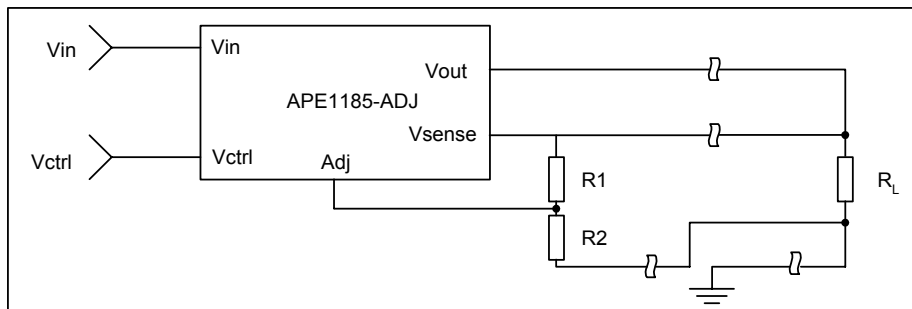 Vin
Vin
Vout
APE1185-ADJ
Vsense
Vctrl
Vctrl
Adj
R1
RL
R2